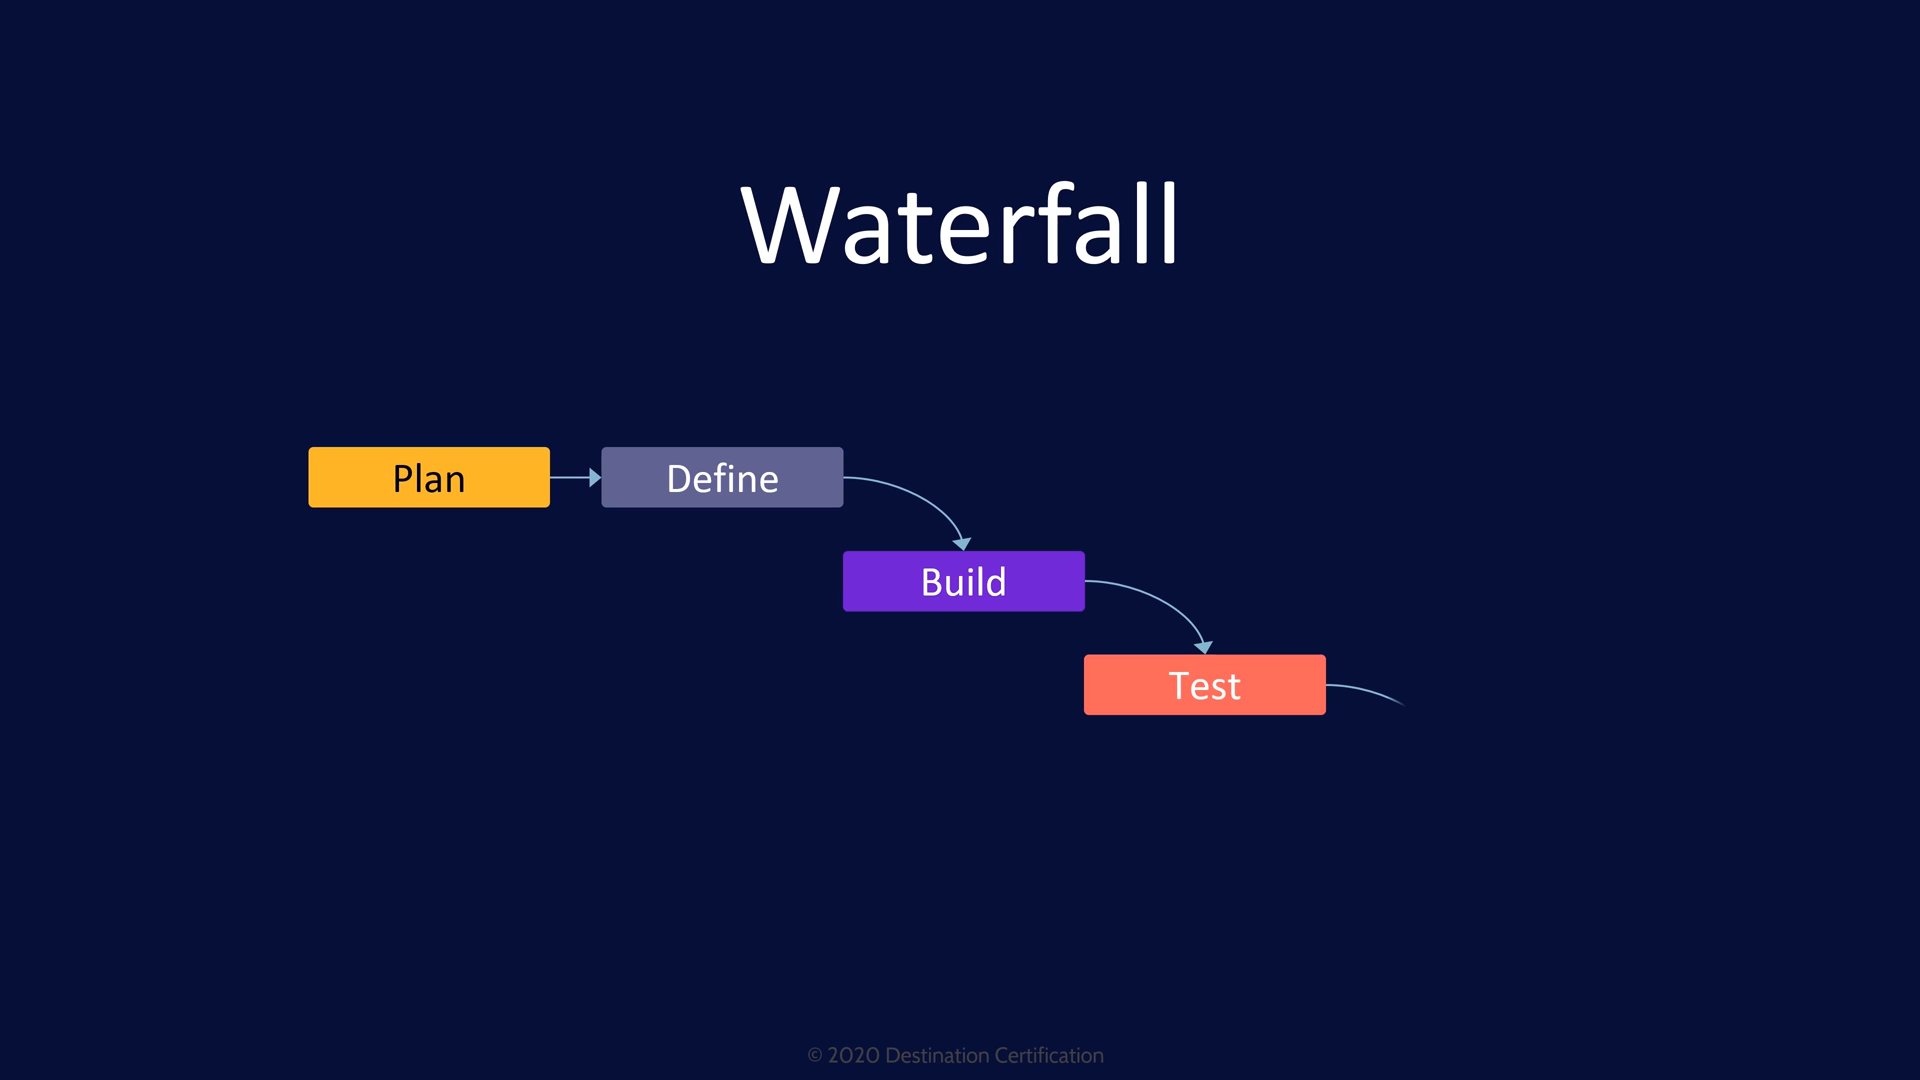 Waterfall
Plan
Define
Build
Test
© 2020 Destination Certification